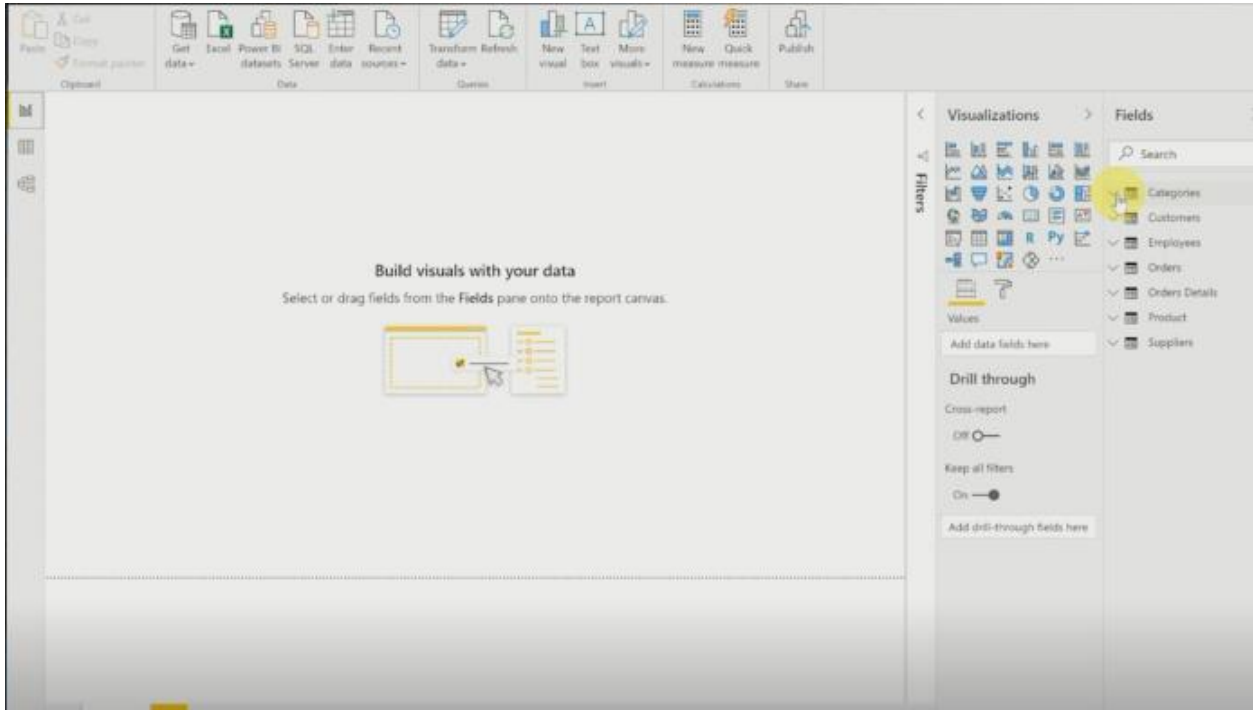 Cut
Copy
Paste
Format painter
Clipboard
Get data
Excel
Power BI datasets
SQL Server
Enter data
Recent sources
Data
Transform data
Refresh
Queries
New visual
Text box
More visuals
Insert
New measure
Quick measure
Calculations
Publish
Share
Filters
Visualizations
R
Py
Values
Add data fields here
Drill through
Cross-report
Off
Keep all filters
On
Add drill-through fields here
Fields
Search
Categories
Customers
Employees
Orders
Orders Details
Product
Suppliers
Build visuals with your data
Select or drag fields from the Fields pane onto the report canvas.